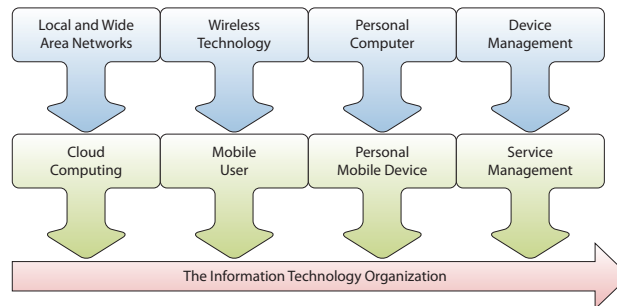 Local and Wide
Area Networks
Wireless
Technology
Personal
Computer
Device
Management
Cloud
Computing
Mobile
User
Personal
Mobile Device
Service
Management
The Information Technology Organization